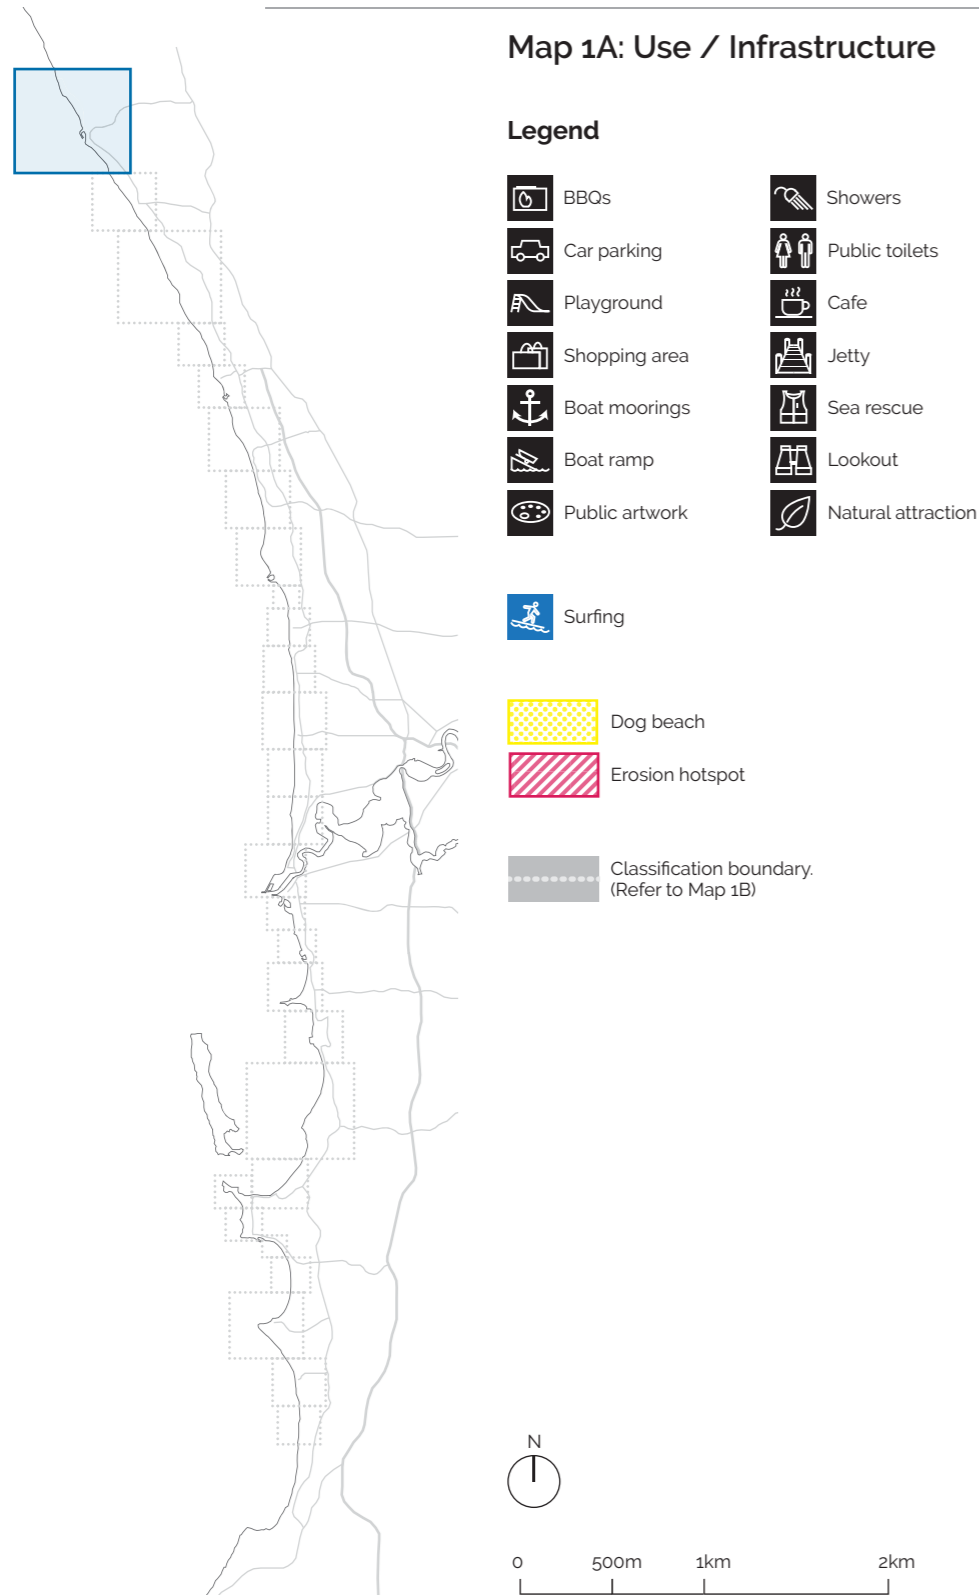 Map 1A: Use / Infrastructure
Legend
BBQs
Car parking
Playground
Shopping area
Boat moorings
Boat ramp
Public artwork
Showers
Public toilets
Cafe
Jetty
Sea rescue
Lookout
Natural attraction
Surfing
Dog beach
Erosion hotspot
Classification boundary.
(Refer to Map 1B)
N
0 500m 1km 2km